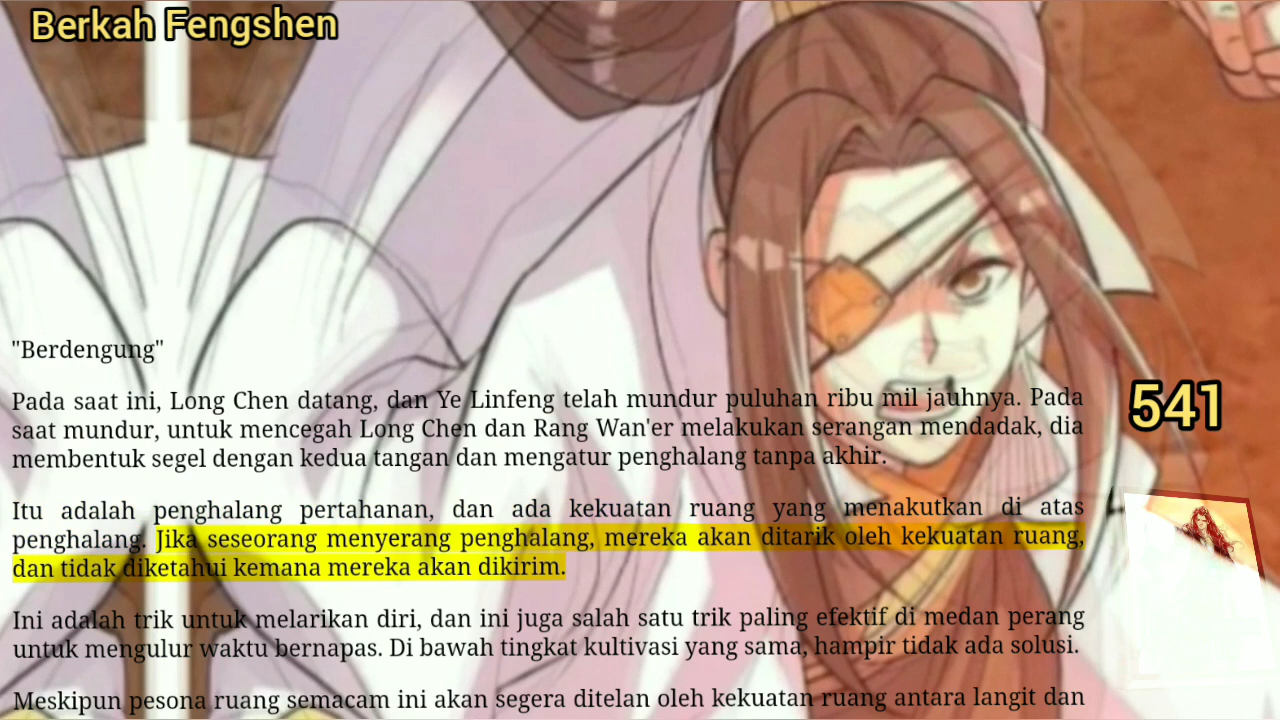 Berkah Fengshen
"Berdengung"
Pada saat ini, Long Chen datang, dan Ye Linfeng telah mundur puluhan ribu mil jauhnya. Pada
saat mundur, untuk mencegah Long Chen dan Rang Wan'er melakukan serangan mendadak, dia
membentuk segel dengan kedua tangan dan mengatur penghalang tanpa akhir.
541
Itu adalah penghalang pertahanan, dan ada kekuatan ruang yang menakutkan di atas
penghalang. Jika seseorang menyerang penghalang, mereka akan ditarik oleh kekuatan ruang,
dan tidak diketahui kemana mereka akan dikirim.
Ini adalah trik untuk melarikan diri, dan ini juga salah satu trik paling efektif di medan perang
untuk mengulur waktu bernapas. Di bawah tingkat kultivasi yang sama, hampir tidak ada solusi.
Meskipun pesona ruang semacam ini akan segera ditelan oleh kekuatan ruang antara langit dan